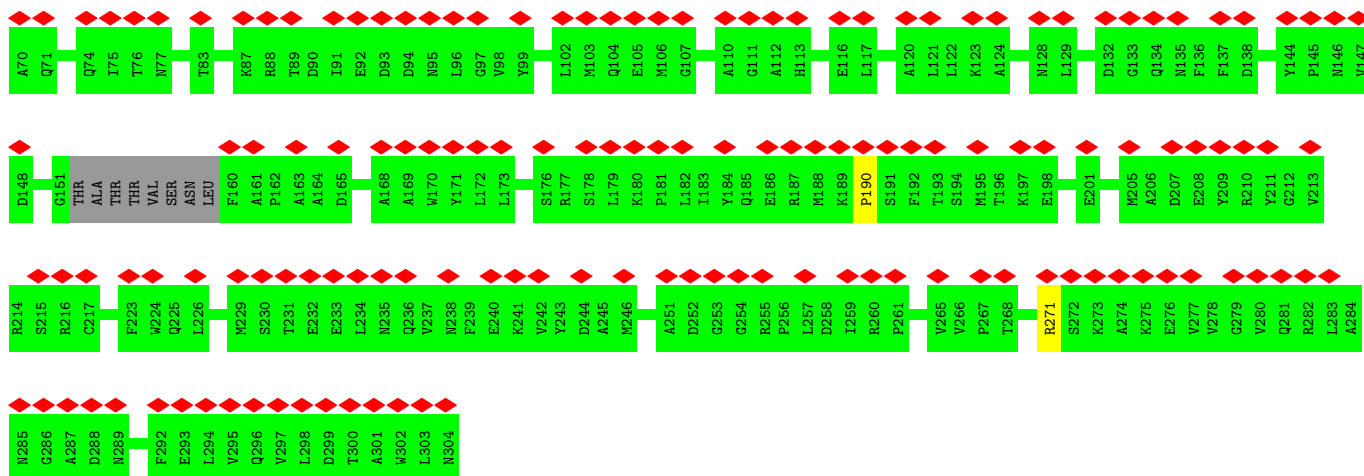 A70 Q71 Q74 I75 T76 N77 T83 K87 R88 T89 D90 I91 E92 D93 D94 N95 L96 G97 V98 Y99 L102 M103 Q104 E105 M106 G107 A110 G111 A112 H113 E116 L117 A120 L121 L122 K123 A124 N128 L129 D132 G133 Q134 N135 F136 F137 D138 Y144 P145 N146 V147
D148 G151 THR ALA THR THR VAL SER ASN LEU F160 A161 P162 A163 A164 D165 A168 A169 W170 Y171 L172 L173 S176 R177 S178 L179 K180 P181 L182 I183 Y184 Q185 E186 R187 M188 K189 P190 S191 F192 T193 S194 M195 T196 K197 E198 E201 M205 A206 D207 E208 Y209 R210 Y211 G212 V213
R214 S215 R216 C217 F223 W224 Q225 L226 M229 S230 T231 E232 E233 L234 N235 Q236 V237 N238 F239 E240 K241 V242 Y243 D244 A245 M246 A251 D252 G253 G254 R255 P256 L257 D258 I259 R260 P261 V265 V266 P267 T268 R271 S272 K273 A274 K275 E276 V277 V278 G279 V280 Q281 R282 L283 A284
N285 G286 A287 D288 N289 F292 E293 L294 V295 Q296 V297 L298 D299 T300 A301 W302 L303 N304